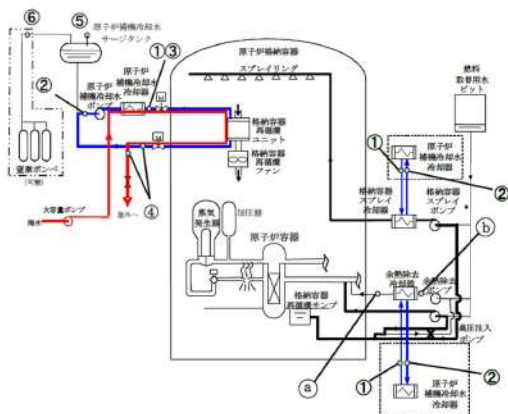 ⑥
⑤
原子炉補機冷却水
サージタンク
②
原子炉
補機冷却水
ポンプ
原子炉
補機冷却水
冷却器
①③
M
M
窒素ボンベ
(可搬)
大容量ポンプ
海水
海水へ
④
原子炉格納容器
スプレイリング
格納容器
再循環
ユニット
格納容器
再循環
ファン
蒸気
発生器
加圧器
原子炉容器
格納容器
再循環サンプ
燃料
取替用水
ピット
原子炉
補機冷却水
冷却器
①
②
格納容器
スプレイ
冷却器
格納容器
スプレイ
ポンプ
ⓑ
余熱除去
冷却器
余熱除去
ポンプ
ⓐ
高圧注入
ポンプ
①
②
原子炉
補機冷却水
冷却器